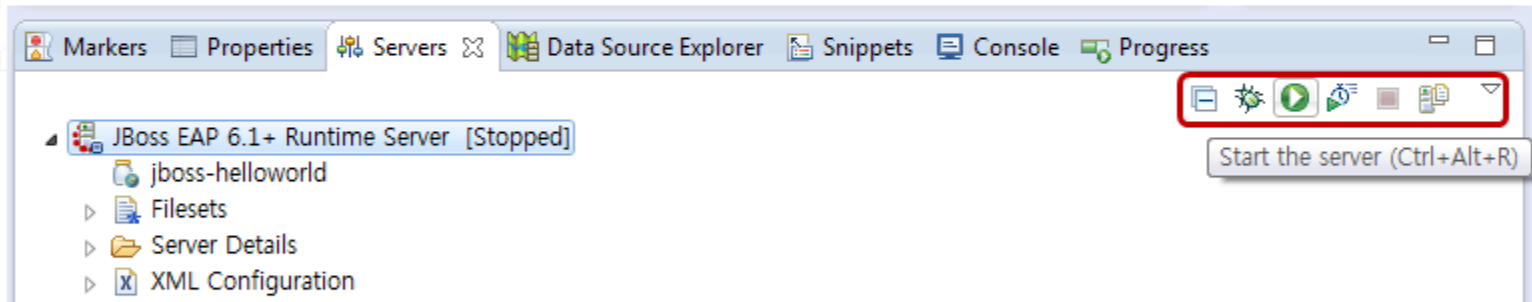 Markers Properties Servers Data Source Explorer Snippets Console Progress
JBoss EAP 6.1+ Runtime Server [Stopped]
Start the server (Ctrl+Alt+R)
jboss-helloworld
Filesets
Server Details
XML Configuration